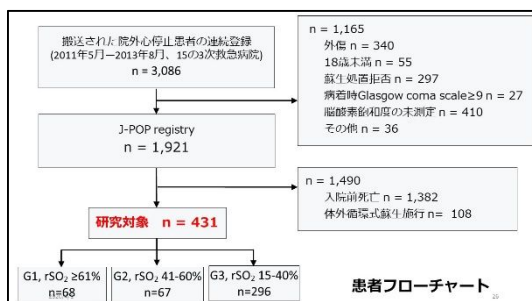 搬送された院外心停止患者の連続登録
(2011年5月ー2013年8月、15の3次救急病院)
n = 3,086
n = 1,165
外傷 n = 340
18歳未満 n = 55
蘇生処置拒否 n = 297
病着時Glasgow coma scale≥9 n = 27
脳酸素飽和度の未測定 n = 410
その他 n = 36
J-POP registry
n = 1,921
n = 1,490
入院前死亡 n = 1,382
体外循環式蘇生施行 n= 108
研究対象 n = 431
G1, rSO₂ ≥61%
n=68
G2, rSO₂ 41-60%
n=67
G3, rSO₂ 15-40%
n=296
患者フローチャート